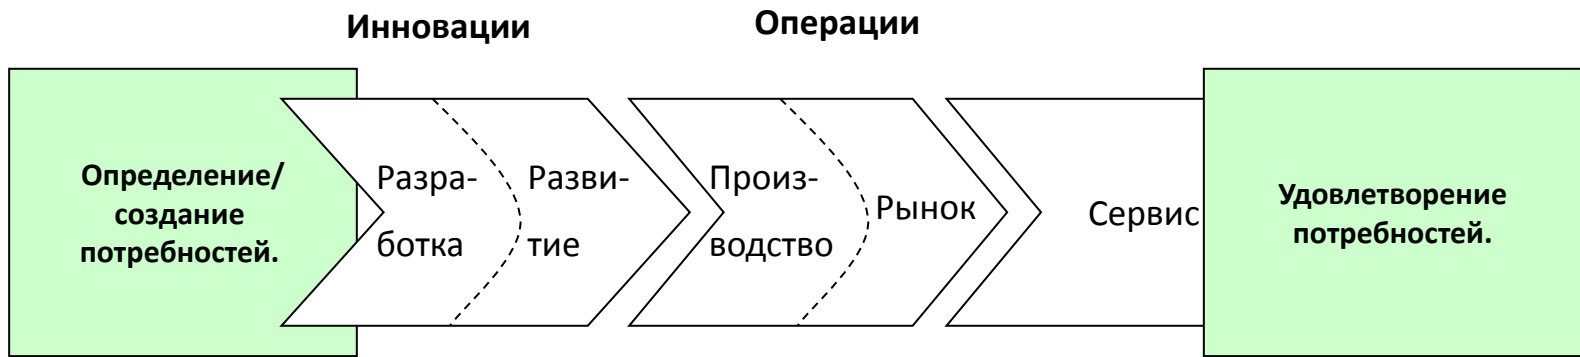 Инновации
Операции
Определение/
создание
потребностей.
Разра-
ботка
Разви-
тие
Произ-
водство
Рынок
Сервис
Удовлетворение
потребностей.